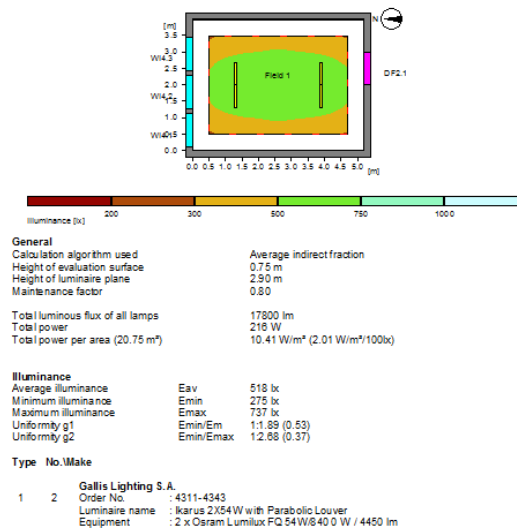 [m]
N
3.5
3.0
WI4.3
2.5
Field 1
DF2.1
2.0
WI4.2
1.5
1.0
WI4.1
0.5
0.0
0.0 0.5 1.0 1.5 2.0 2.5 3.0 3.5 4.0 4.5 5.0
[m]
Illuminance [lx]
200 300 500 750 1000
General
Calculation algorithm used Average indirect fraction
Height of evaluation surface 0.75 m
Height of luminaire plane 2.90 m
Maintenance factor 0.80
Total luminous flux of all lamps 17800 lm
Total power 216 W
Total power per area (20.75 m²) 10.41 W/m² (2.01 W/m²/100lx)
Illuminance
Average illuminance Eav 518 lx
Minimum illuminance Emin 275 lx
Maximum illuminance Emax 737 lx
Uniformity g1 Emin/Em 1:1.89 (0.53)
Uniformity g2 Emin/Emax 1:2.68 (0.37)
Type No.\Make
Gallis Lighting S.A.
1 2 Order No. : 4311-4343
Luminaire name : Ikarus 2X54W with Parabolic Louver
Equipment : 2 x Osram Lumilux FQ 54W/840 0 W / 4450 lm